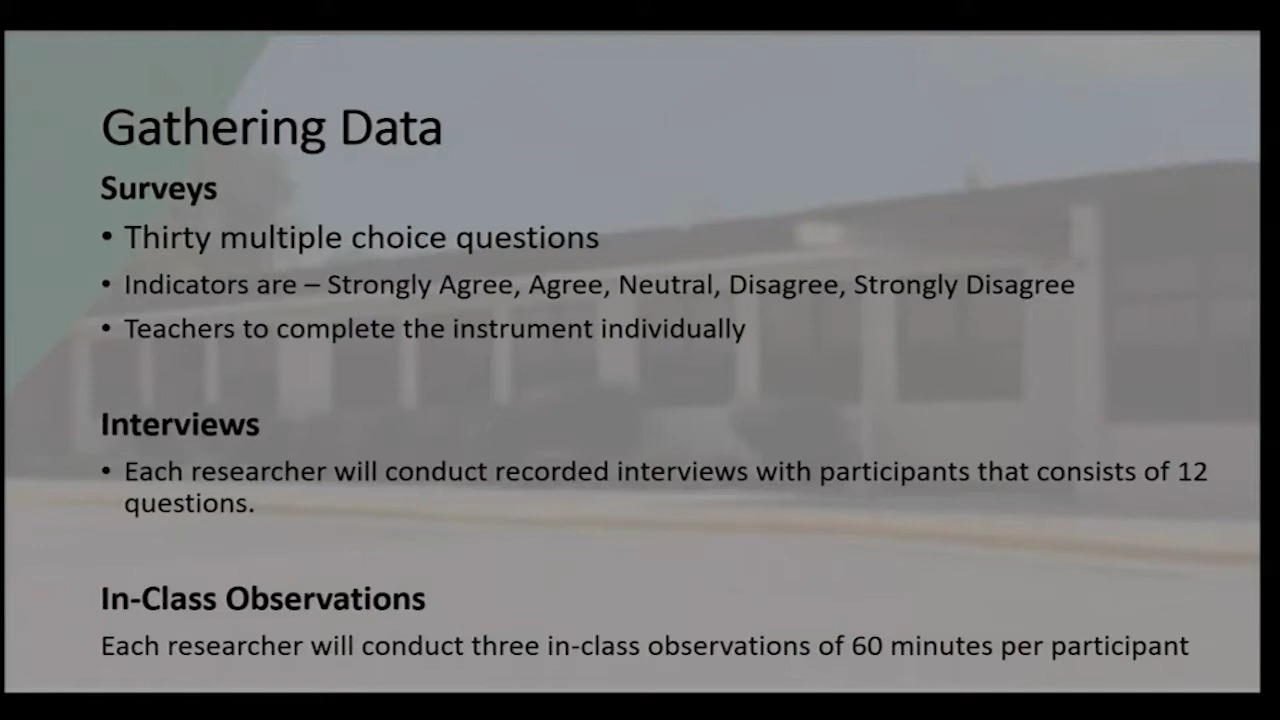 Gathering Data
Surveys
• Thirty multiple choice questions
• Indicators are – Strongly Agree, Agree, Neutral, Disagree, Strongly Disagree
• Teachers to complete the instrument individually
Interviews
• Each researcher will conduct recorded interviews with participants that consists of 12
questions.
In-Class Observations
Each researcher will conduct three in-class observations of 60 minutes per participant